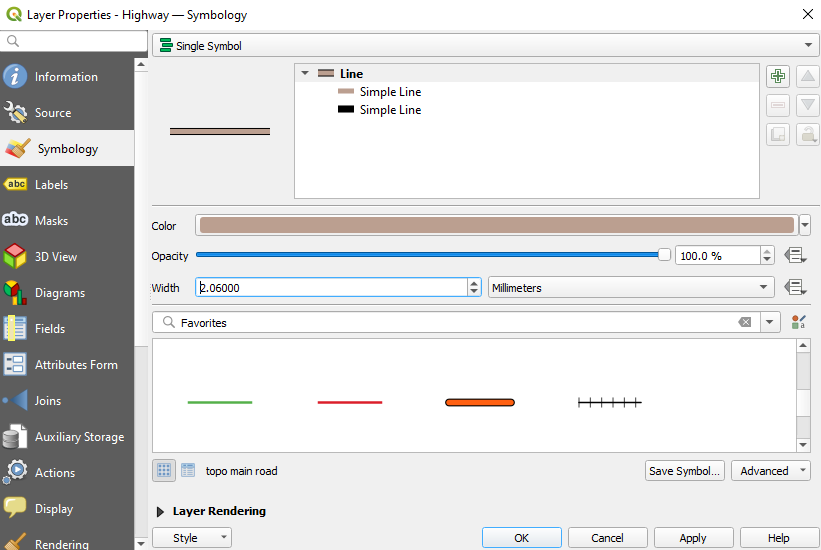 Layer Properties - Highway — Symbology
Single Symbol
Information
Source
Symbology
abc Labels
abc Masks
3D View
Diagrams
Fields
Attributes Form
Joins
Auxiliary Storage
Actions
Display
Rendering
Line
Simple Line
Simple Line
Color
Opacity 100.0 %
Width 2.06000 Millimeters
Favorites
topo main road Save Symbol... Advanced
Layer Rendering
Style OK Cancel Apply Help